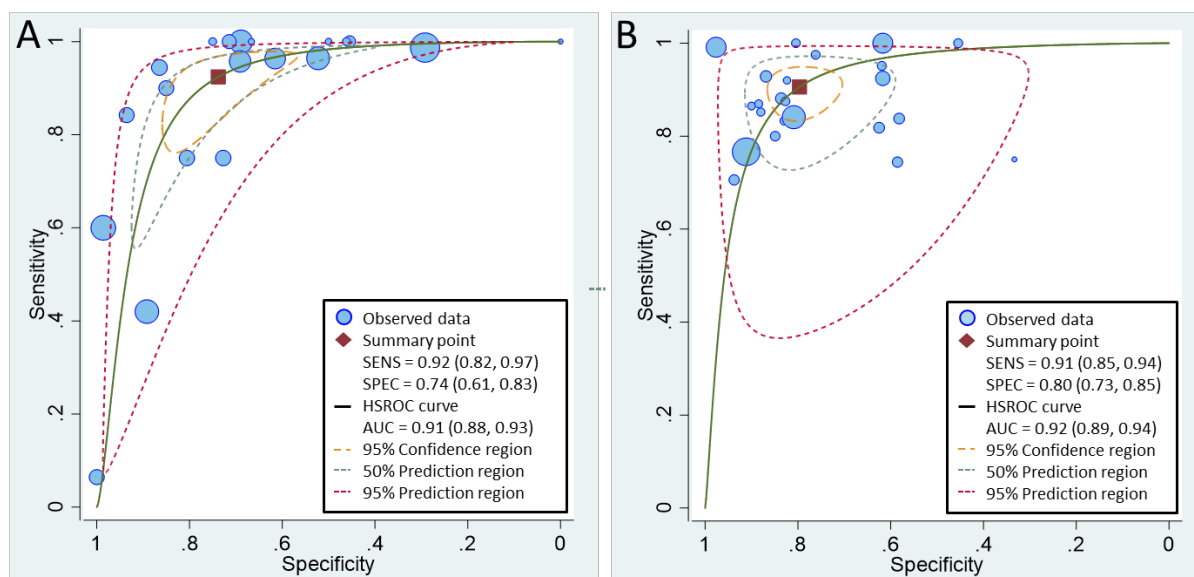 A
Sensitivity
1
.8
.6
.4
.2
0
1
.8
.6
.4
.2
0
Specificity
Observed data
Summary point
SENS = 0.92 (0.82, 0.97)
SPEC = 0.74 (0.61, 0.83)
HSROC curve
AUC = 0.91 (0.88, 0.93)
95% Confidence region
50% Prediction region
95% Prediction region
B
Sensitivity
1
.8
.6
.4
.2
0
1
.8
.6
.4
.2
0
Specificity
Observed data
Summary point
SENS = 0.91 (0.85, 0.94)
SPEC = 0.80 (0.73, 0.85)
HSROC curve
AUC = 0.92 (0.89, 0.94)
95% Confidence region
50% Prediction region
95% Prediction region